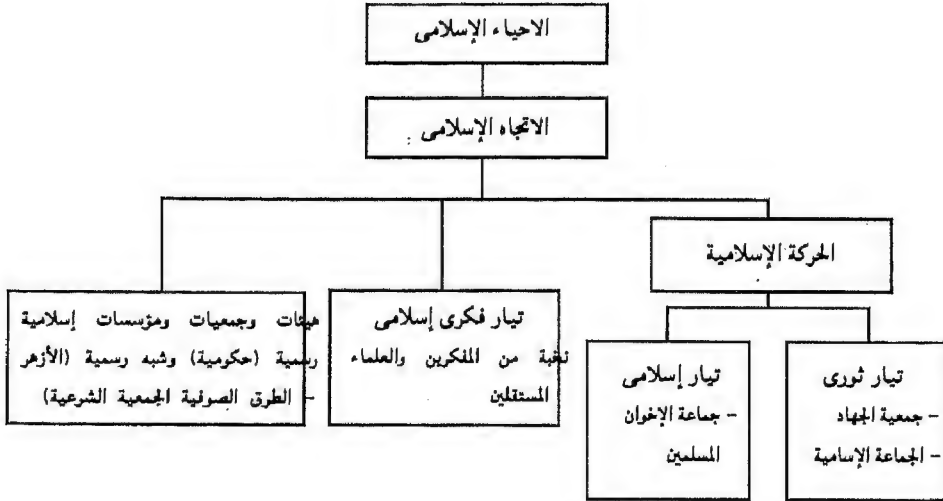 الاحياء الإسلامى
الاتجاه الإسلامى :
الحركة الإسلامية
تيار ثورى
– جمعية الجهاد
– الجماعة الإسامية
تيار إسلامى
– جماعة الإخوان
المسلمين
تيار فكرى إسلامى
نخبة من المفكرين والعلماء
المستقلين
هيئات وجمعيات ومؤسسات إسلامية
رسمية (حكومية) وشبه رسمية (الأزهر
– الطرق الصوفية الجمعية الشرعية)